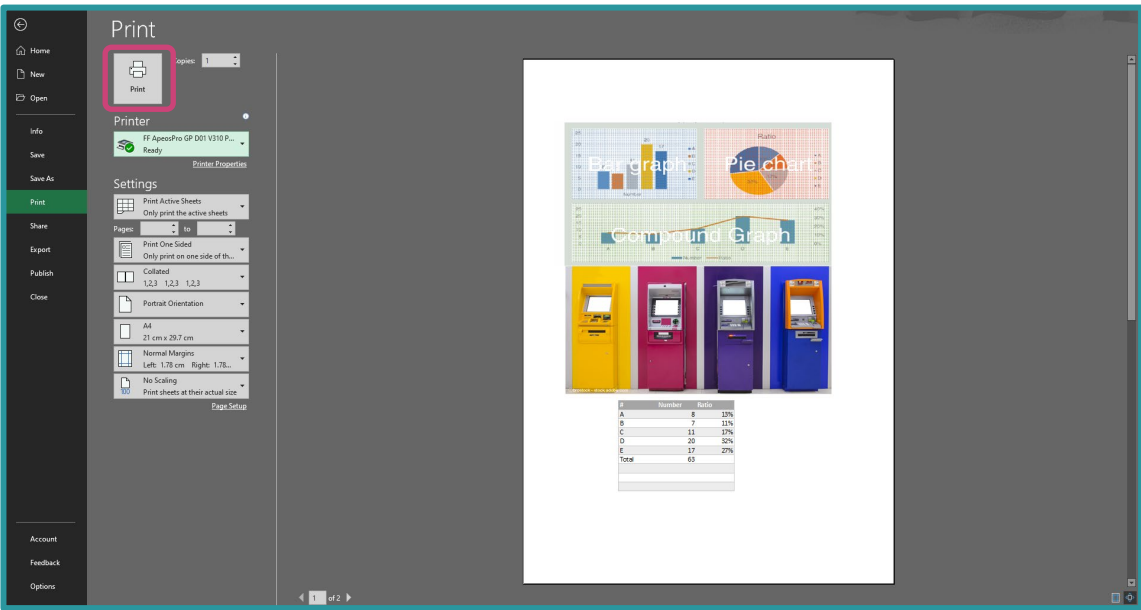 Print
Home
New
Open
Info
Save
Save As
Print
Share
Export
Publish
Close
Account
Feedback
Options
Print
Copies: 1
Printer
FF ApeosPro GP D01 V310 P...
Ready
Printer Properties
Settings
Print Active Sheets
Only print the active sheets
Pages: to
Print One Sided
Only print on one side of th...
Collated
1,2,3 1,2,3 1,2,3
Portrait Orientation
A4
21 cm x 29.7 cm
Normal Margins
Left: 1.78 cm Right: 1.78...
No Scaling
Print sheets at their actual size
Page Setup
Bar graph
Number
Ratio
Pie chart
Compound Graph
A B C D E
Number Ratio
# Number Ratio
A 8 13%
B 7 11%
C 11 17%
D 20 32%
E 17 27%
Total 63
1 of 2